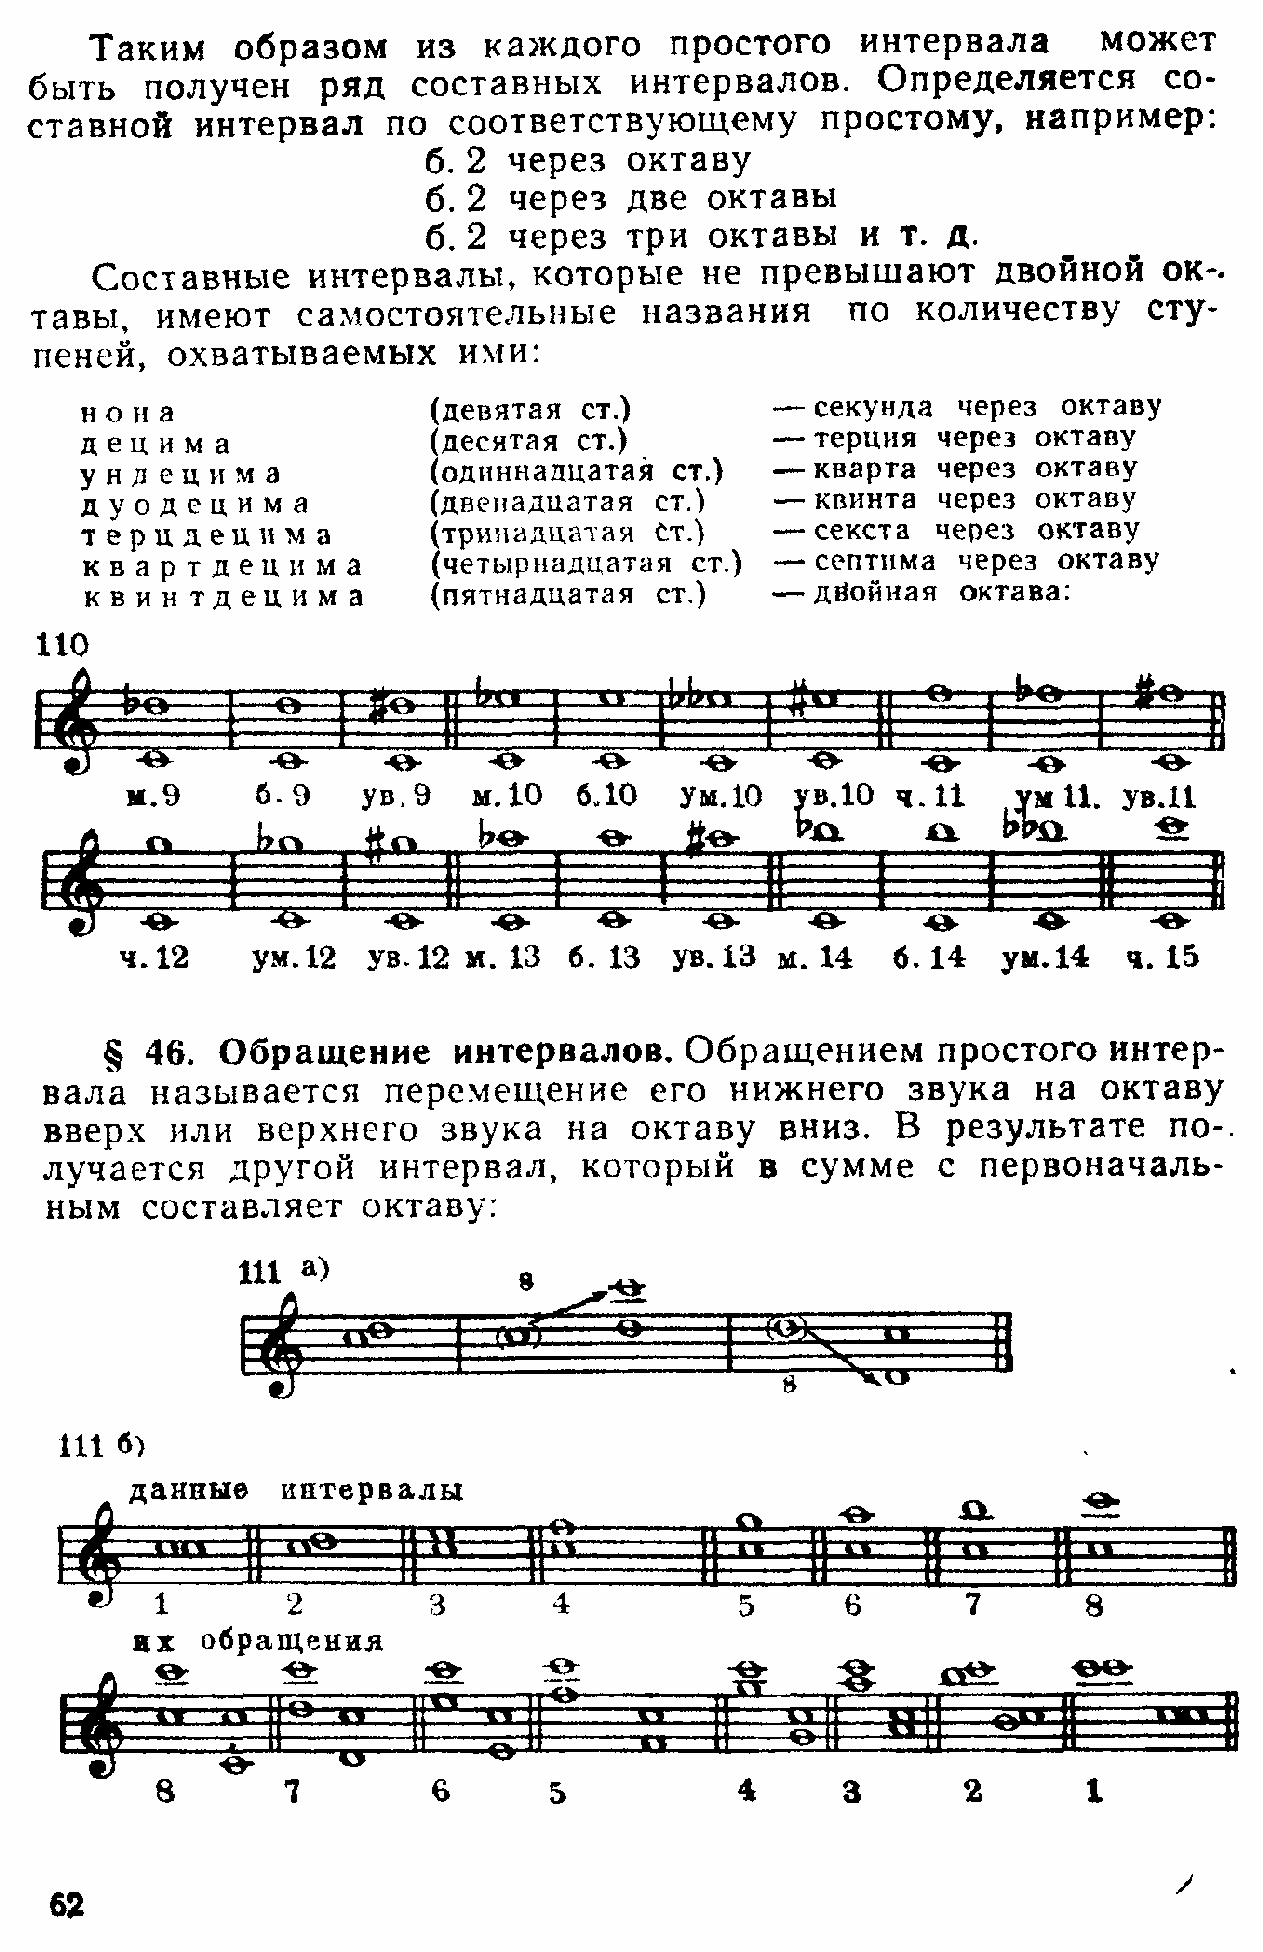 Таким образом из каждого простого интервала может
быть получен ряд составных интервалов. Определяется со-
ставной интервал по соответствующему простому, например:
б. 2 через октаву
б. 2 через две октавы
б. 2 через три октавы и т. д.
Составные интервалы, которые не превышают двойной ок-
тавы, имеют самостоятельные названия по количеству сту-
пеней, охватываемых ими:
нона (девятая ст.) — секунда через октаву
децима (десятая ст.) — терция через октаву
ундецима (одиннадцатая ст.) — кварта через октаву
дуодецима (двенадцатая ст.) — квинта через октаву
терцдецима (тринадцатая ст.) — секста через октаву
квартдецима (четырнадцатая ст.) — септима через октаву
квинтдецима (пятнадцатая ст.) — двойная октава:
110
м.9 б.9 ув.9 м.10 б.10 ум.10 ув.10 ч.11 ум 11. ув.11
ч.12 ум.12 ув.12 м. 13 б. 13 ув.13 м. 14 б.14 ум.14 ч. 15
§ 46. Обращение интервалов. Обращением простого интер-
вала называется перемещение его нижнего звука на октаву
вверх или верхнего звука на октаву вниз. В результате по-
лучается другой интервал, который в сумме с первоначаль-
ным составляет октаву:
111 а)
8
8
111 б)
данные интервалы
1 2 3 4 5 6 7 8
их обращения
8 7 6 5 4 3 2 1
62